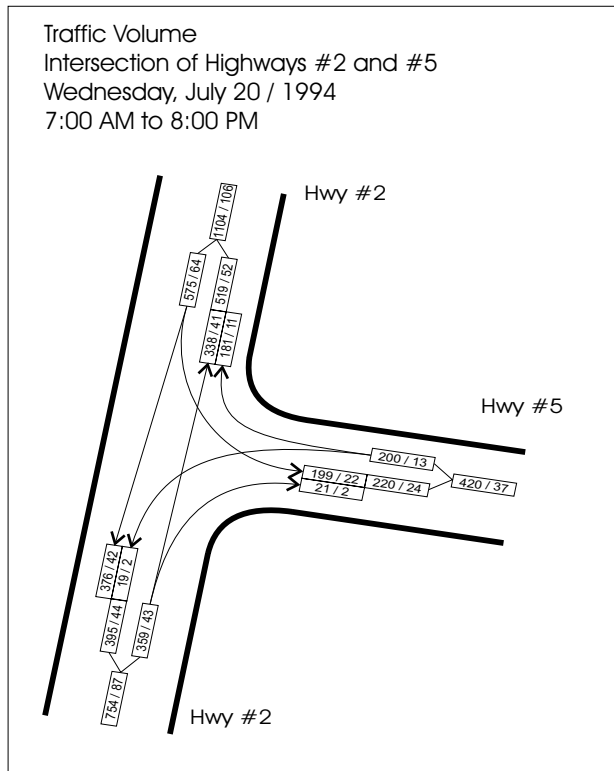 Traffic Volume
Intersection of Highways #2 and #5
Wednesday, July 20 / 1994
7:00 AM to 8:00 PM
Hwy #2
1104 / 106
575 / 64
519 / 52
338 / 41
181 / 11
Hwy #5
200 / 13
199 / 22
21 / 2
220 / 24
420 / 37
376 / 42
19 / 2
395 / 44
359 / 43
754 / 87
Hwy #2